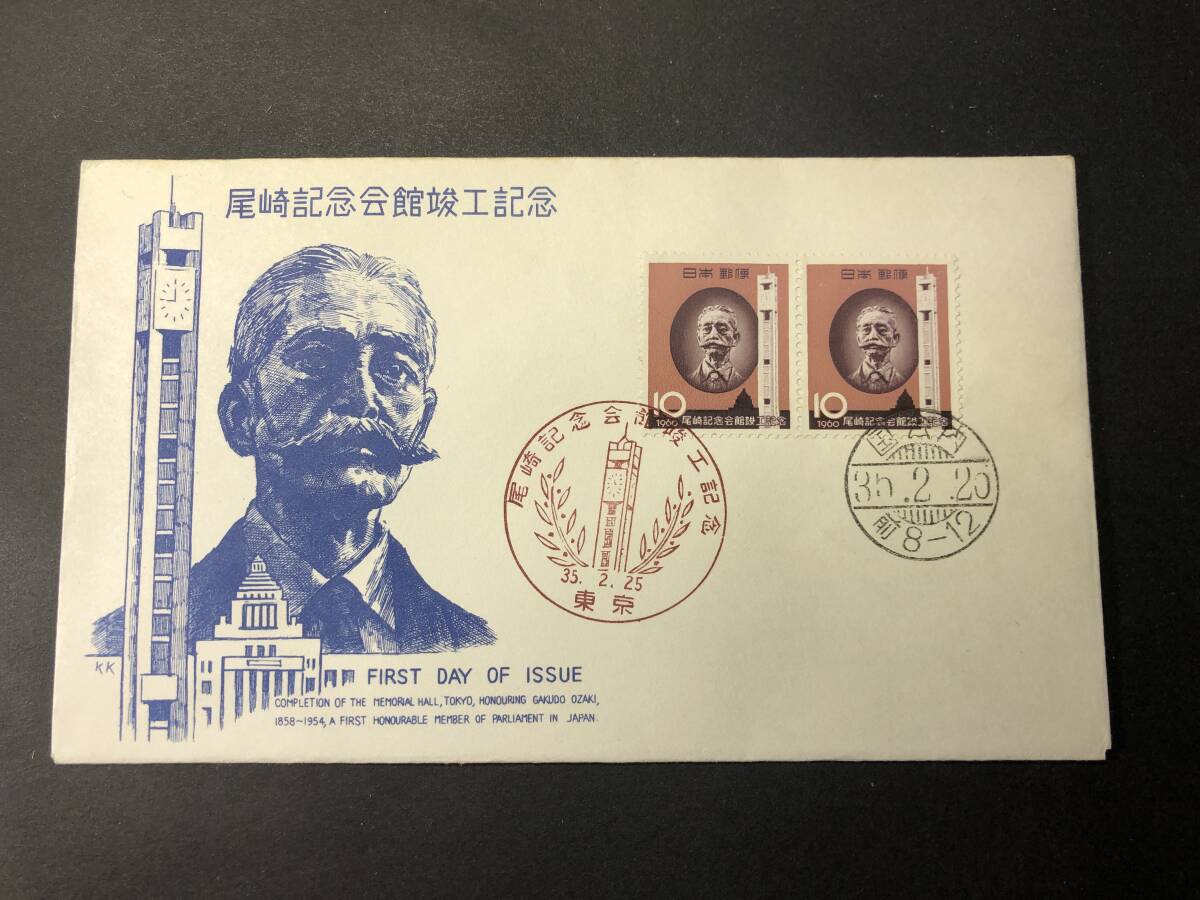 尾崎記念会館竣工記念
日本郵便
10
1960 尾崎記念会館竣工記念
日本郵便
10
1960 尾崎記念会館竣工記念
尾崎記念会館竣工記念
35.2.25
東京
35.2.25
前8-12
KK
FIRST DAY OF ISSUE
COMPLETION OF THE MEMORIAL HALL, TOKYO, HONOURING GAKUDO OZAKI,
1858~1954, A FIRST HONOURABLE MEMBER OF PARLIAMENT IN JAPAN.